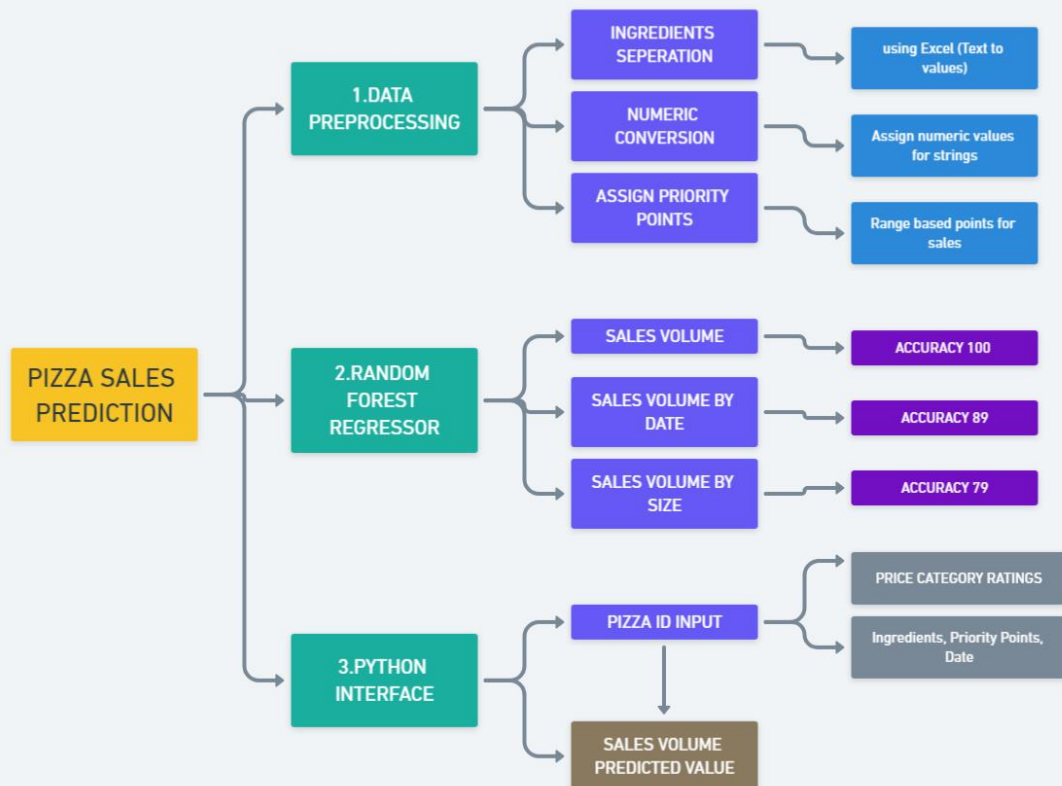 PIZZA SALES
PREDICTION
1.DATA
PREPROCESSING
INGREDIENTS
SEPERATION
using Excel (Text to
values)
NUMERIC
CONVERSION
Assign numeric values
for strings
ASSIGN PRIORITY
POINTS
Range based points for
sales
2.RANDOM
FOREST
REGRESSOR
SALES VOLUME
ACCURACY 100
SALES VOLUME BY
DATE
ACCURACY 89
SALES VOLUME BY
SIZE
ACCURACY 79
3.PYTHON
INTERFACE
PIZZA ID INPUT
PRICE CATEGORY RATINGS
Ingredients, Priority Points,
Date
SALES VOLUME
PREDICTED VALUE